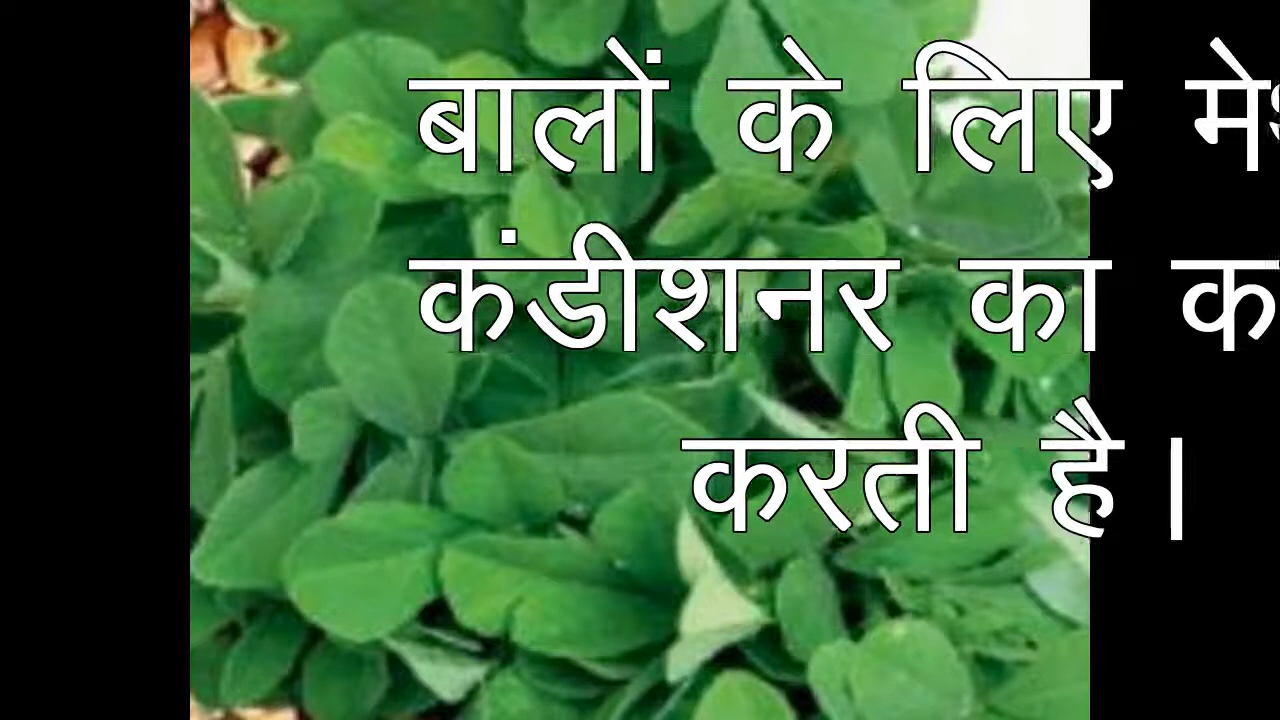 बालों के लिए
कंडीशनर का
करती है।